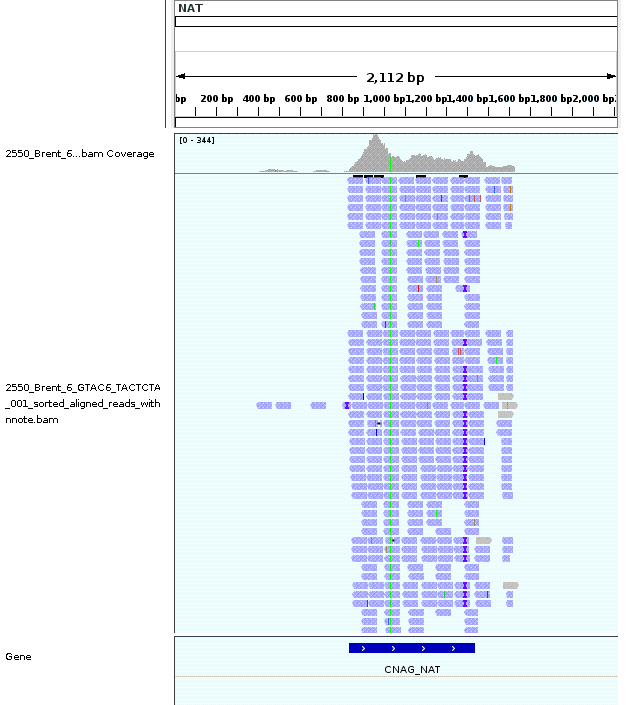 NAT
2,112 bp
bp 200 bp 400 bp 600 bp 800 bp 1,000 bp 1,200 bp 1,400 bp 1,600 bp 1,800 bp 2,000 bp
[0 - 344]
2550_Brent_6...bam Coverage
2550_Brent_6_GTAC6_TACTCTA
_001_sorted_aligned_reads_with
nnote.bam
Gene
CNAG_NAT